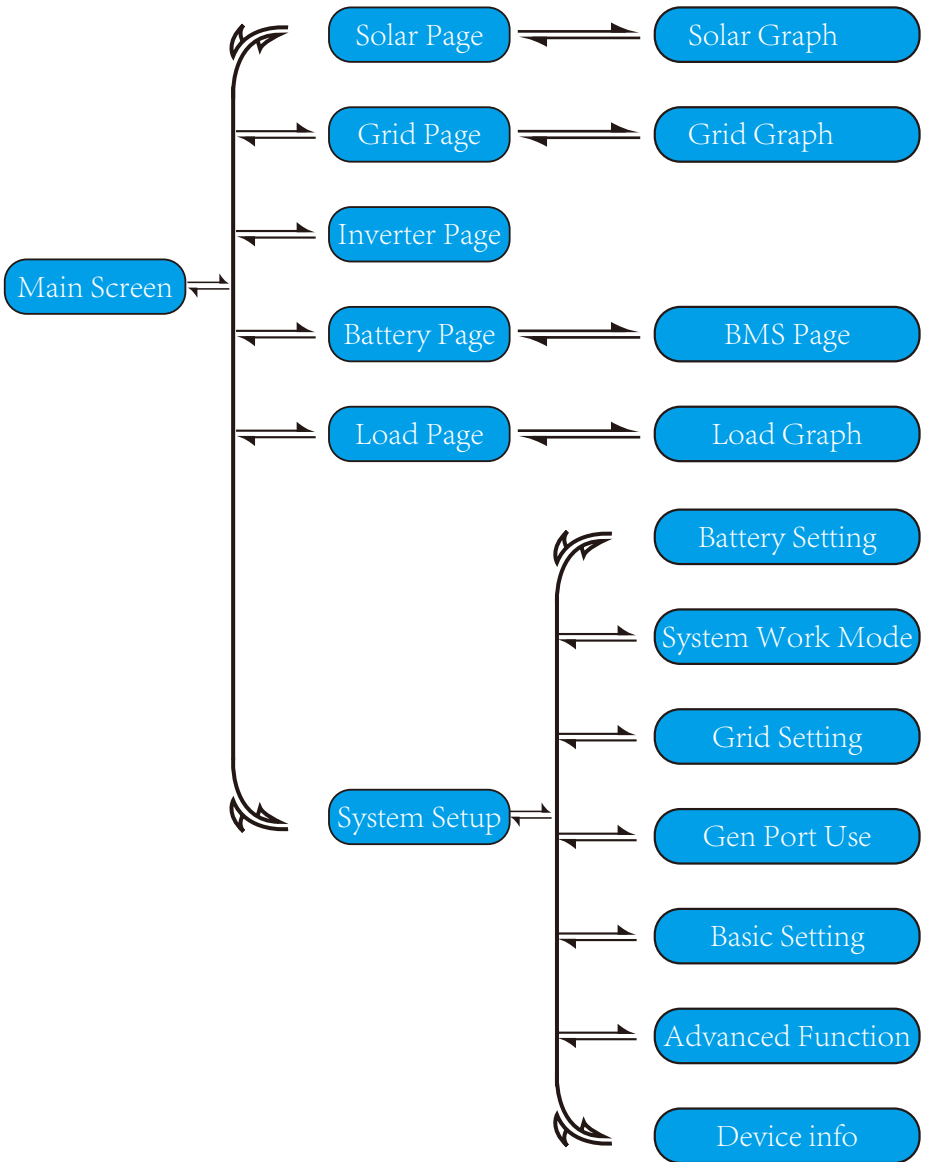 Solar Page
Solar Graph
Grid Page
Grid Graph
Inverter Page
Main Screen
Battery Page
BMS Page
Load Page
Load Graph
Battery Setting
System Work Mode
Grid Setting
System Setup
Gen Port Use
Basic Setting
Advanced Function
Device info